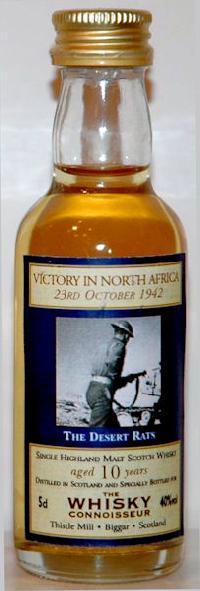 VICTORY IN NORTH AFRICA
23RD OCTOBER 1942
THE DESERT RATS
SINGLE HIGHLAND MALT SCOTCH WHISKY
aged 10 years
DISTILLED IN SCOTLAND AND SPECIALLY BOTTLED FOR
THE
5cl WHISKY 40%vol
CONNOISSEUR
Thistle Mill • Biggar • Scotland